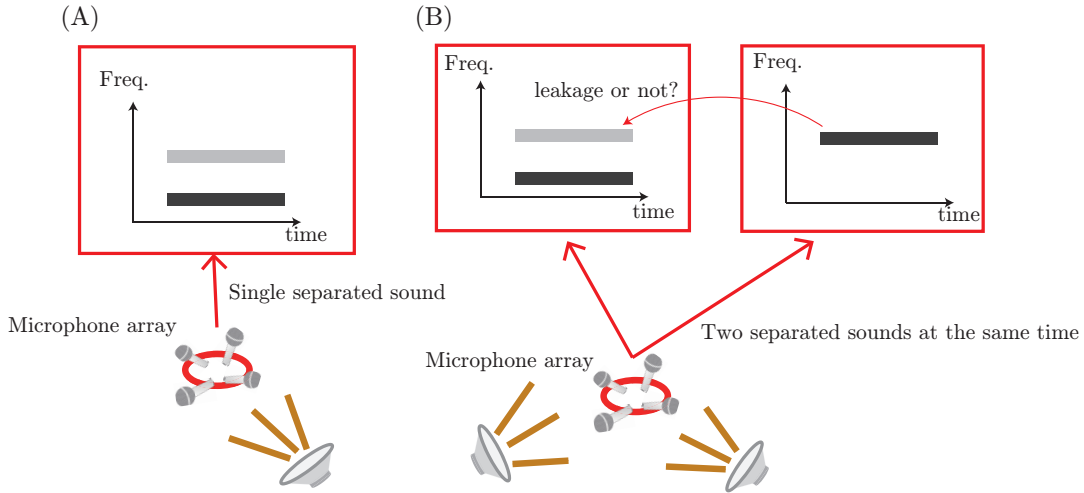 (A)
Freq.
time
Single separated sound
Microphone array
(B)
Freq.
leakage or not?
time
Freq.
time
Two separated sounds at the same time
Microphone array